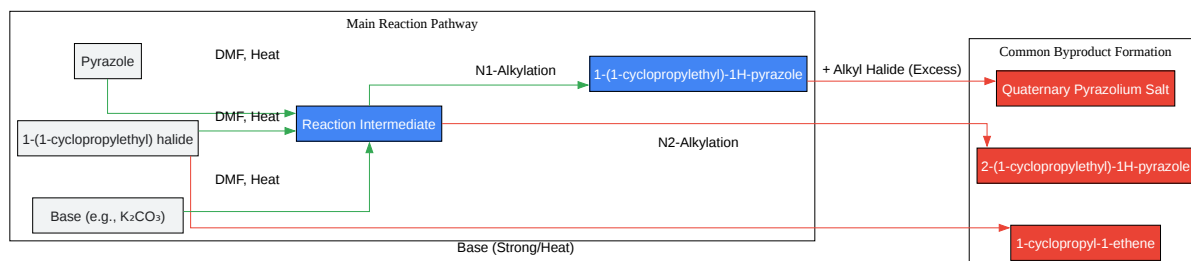 Main Reaction Pathway
Common Byproduct Formation
Pyrazole
DMF, Heat
N1-Alkylation
1-(1-cyclopropylethyl)-1H-pyrazole
+ Alkyl Halide (Excess)
Quaternary Pyrazolium Salt
1-(1-cyclopropylethyl) halide
DMF, Heat
Reaction Intermediate
N2-Alkylation
2-(1-cyclopropylethyl)-1H-pyrazole
DMF, Heat
Base (e.g., K₂CO₃)
Base (Strong/Heat)
1-cyclopropyl-1-ethene